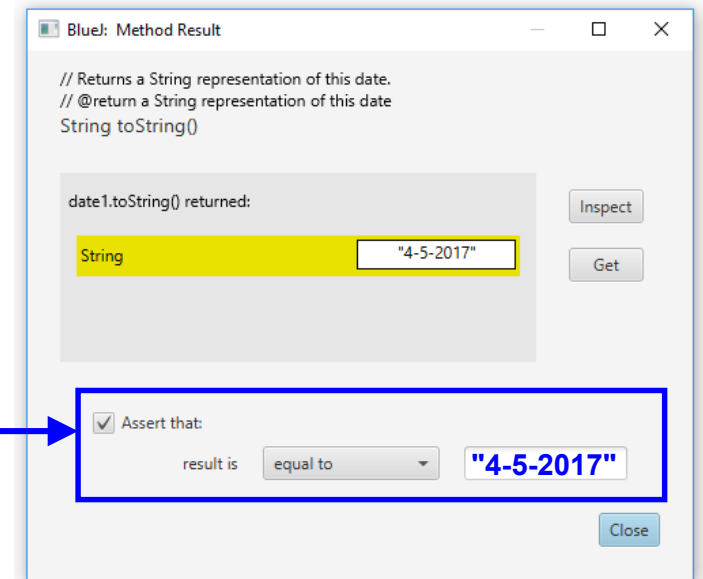 BlueJ: Method Result
// Returns a String representation of this date.
// @return a String representation of this date
String toString()
date1.toString() returned:
Inspect
String "4-5-2017"
Get
Assert that:
result is equal to "4-5-2017"
Close